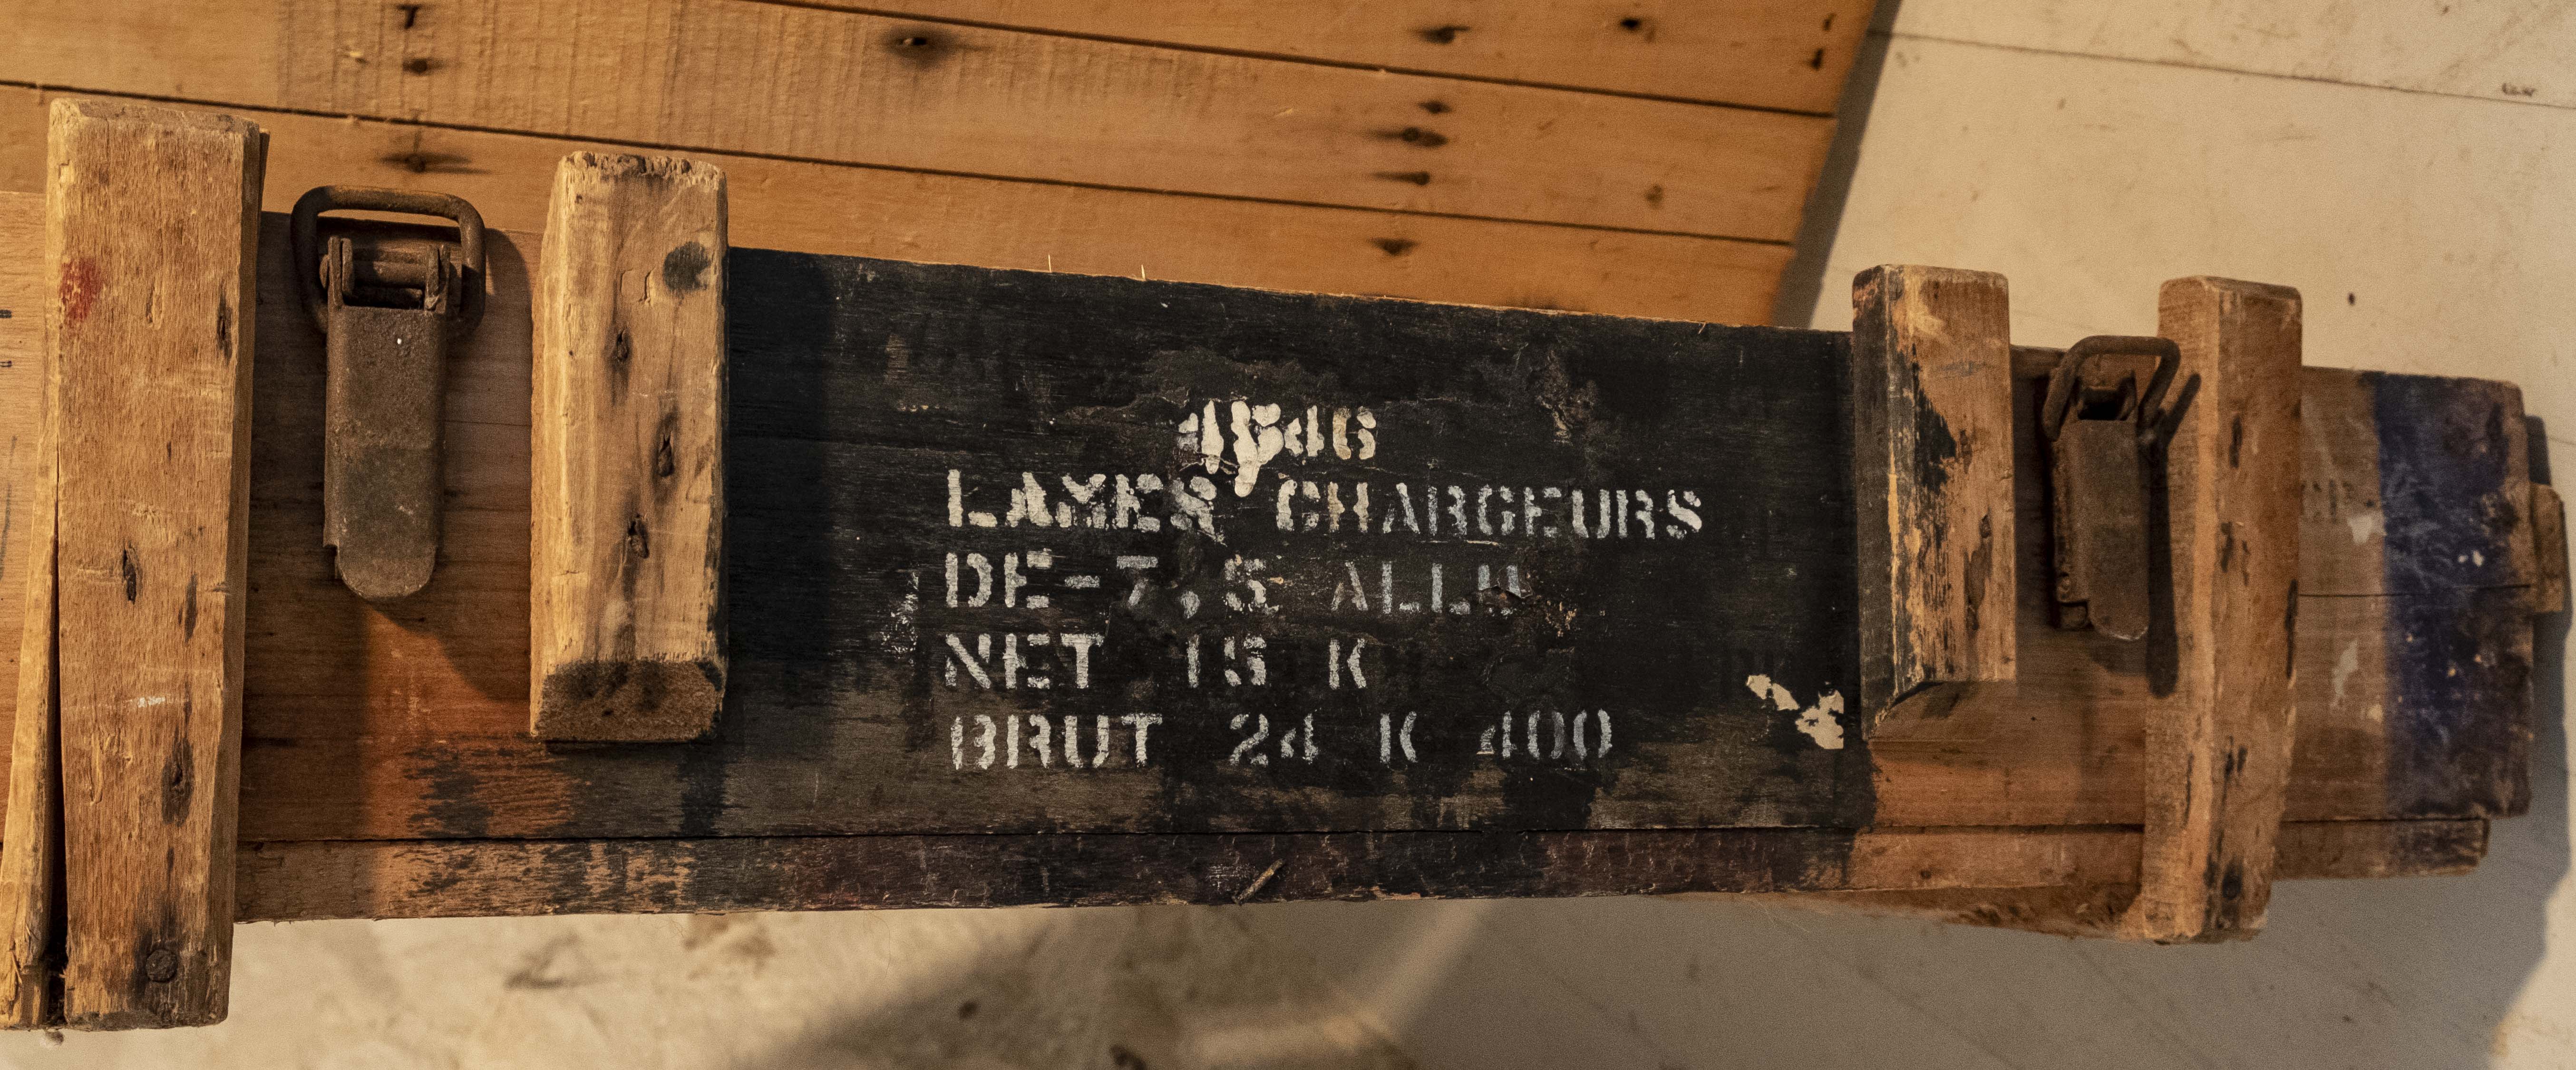 LAMES CHARGEURS
DE-7,5 ALL
NET 15 K
BRUT 24 K 400